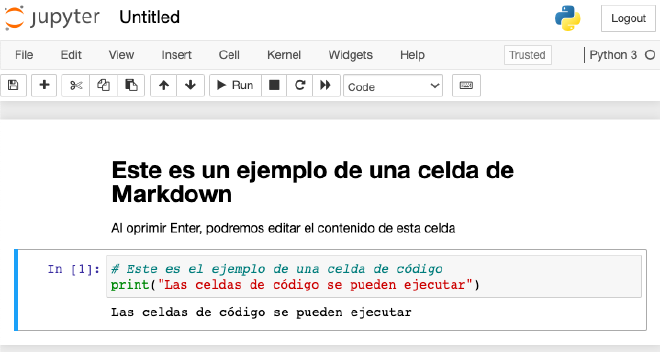 jupyter Untitled Logout
File Edit View Insert Cell Kernel Widgets Help Trusted Python 3
Run Code
Este es un ejemplo de una celda de
Markdown
Al oprimir Enter, podremos editar el contenido de esta celda
In [1]: # Este es el ejemplo de una celda de código
print("Las celdas de código se pueden ejecutar")
Las celdas de código se pueden ejecutar